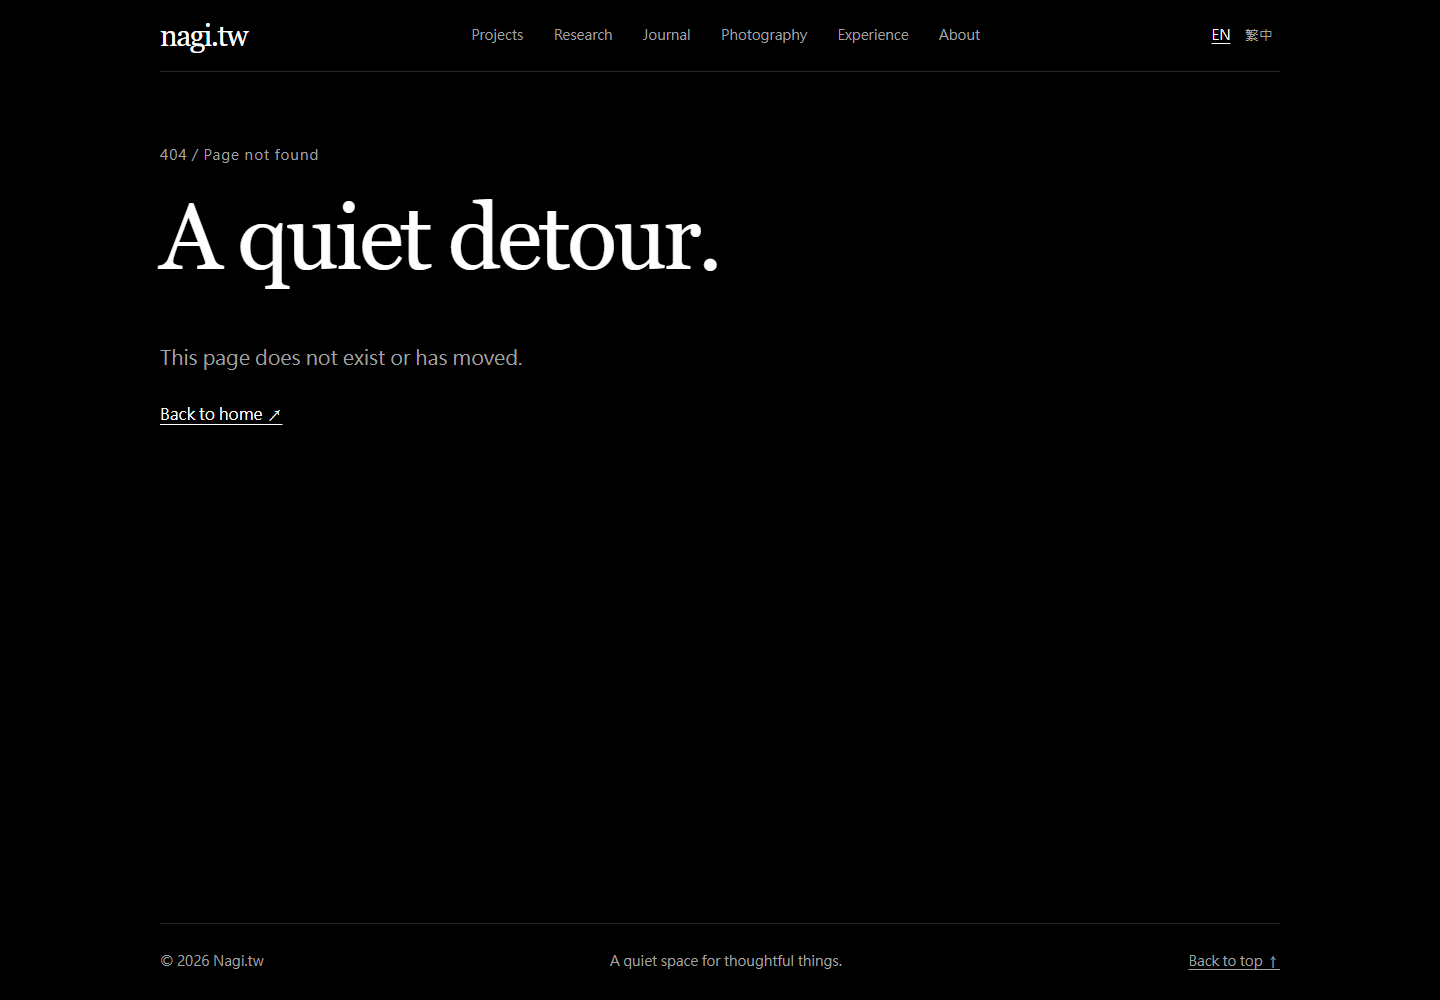 nagi.tw
Projects Research Journal Photography Experience About
EN 繁中
404 / Page not found
A quiet detour.
This page does not exist or has moved.
Back to home ↗
© 2026 Nagi.tw
A quiet space for thoughtful things.
Back to top ↑